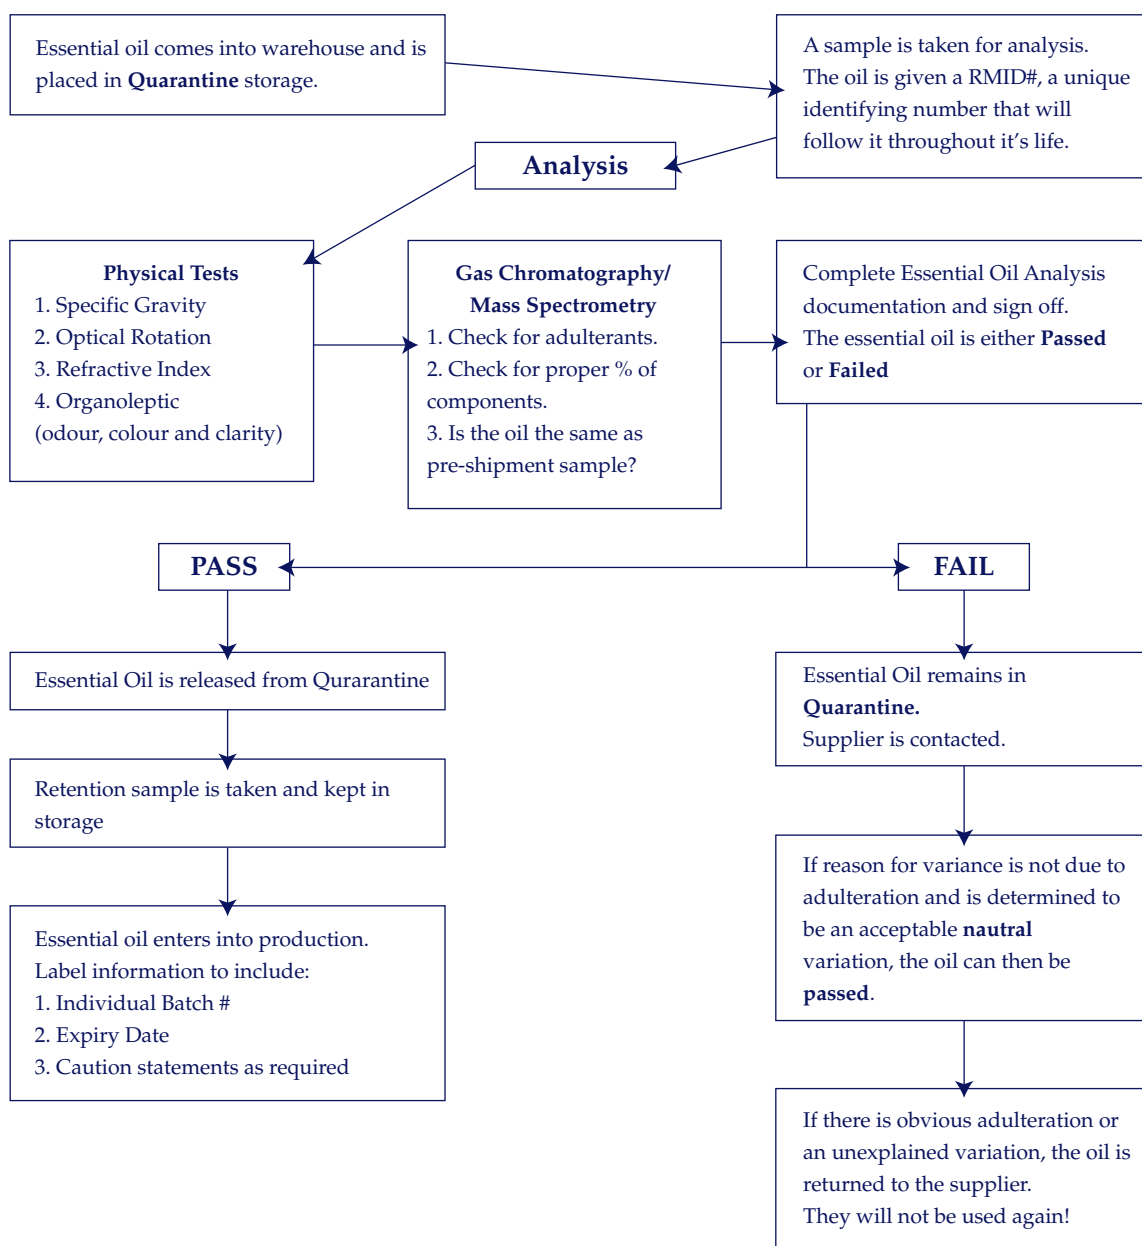 Essential oil comes into warehouse and is
placed in Quarantine storage.
A sample is taken for analysis.
The oil is given a RMID#, a unique
identifying number that will
follow it throughout it’s life.
Analysis
Physical Tests
1. Specific Gravity
2. Optical Rotation
3. Refractive Index
4. Organoleptic
(odour, colour and clarity)
Gas Chromatography/
Mass Spectrometry
1. Check for adulterants.
2. Check for proper % of
components.
3. Is the oil the same as
pre-shipment sample?
Complete Essential Oil Analysis
documentation and sign off.
The essential oil is either Passed
or Failed
PASS
FAIL
Essential Oil is released from Qurarantine
Retention sample is taken and kept in
storage
Essential oil enters into production.
Label information to include:
1. Individual Batch #
2. Expiry Date
3. Caution statements as required
Essential Oil remains in
Quarantine.
Supplier is contacted.
If reason for variance is not due to
adulteration and is determined to
be an acceptable nautral
variation, the oil can then be
passed.
If there is obvious adulteration or
an unexplained variation, the oil is
returned to the supplier.
They will not be used again!